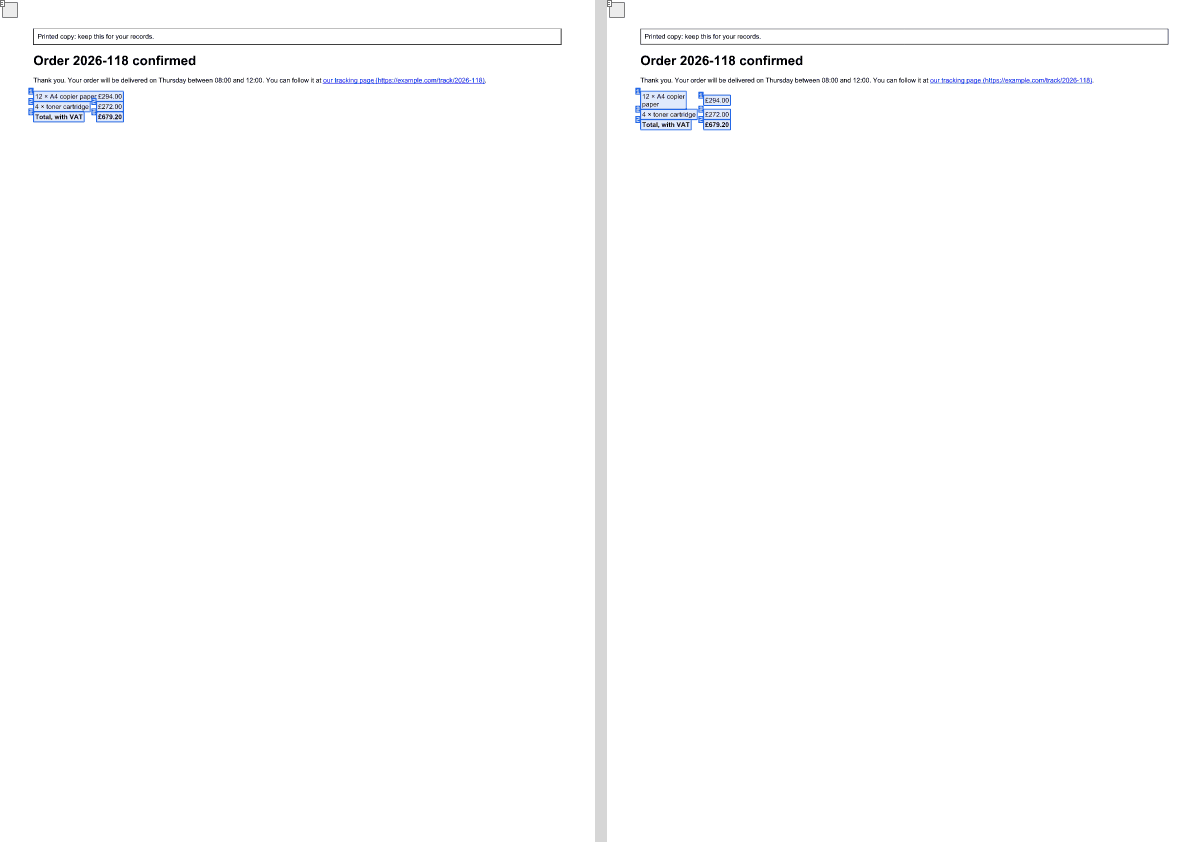 Printed copy: keep this for your records.
Order 2026-118 confirmed
Thank you. Your order will be delivered on Thursday between 08:00 and 12:00. You can follow it at our tracking page (https://example.com/track/2026-118).
12 × A4 copier paper £294.00
4 × toner cartridge £272.00
Total, with VAT £679.20
Printed copy: keep this for your records.
Order 2026-118 confirmed
Thank you. Your order will be delivered on Thursday between 08:00 and 12:00. You can follow it at our tracking page (https://example.com/track/2026-118).
12 × A4 copier
paper
£294.00
4 × toner cartridge £272.00
Total, with VAT £679.20